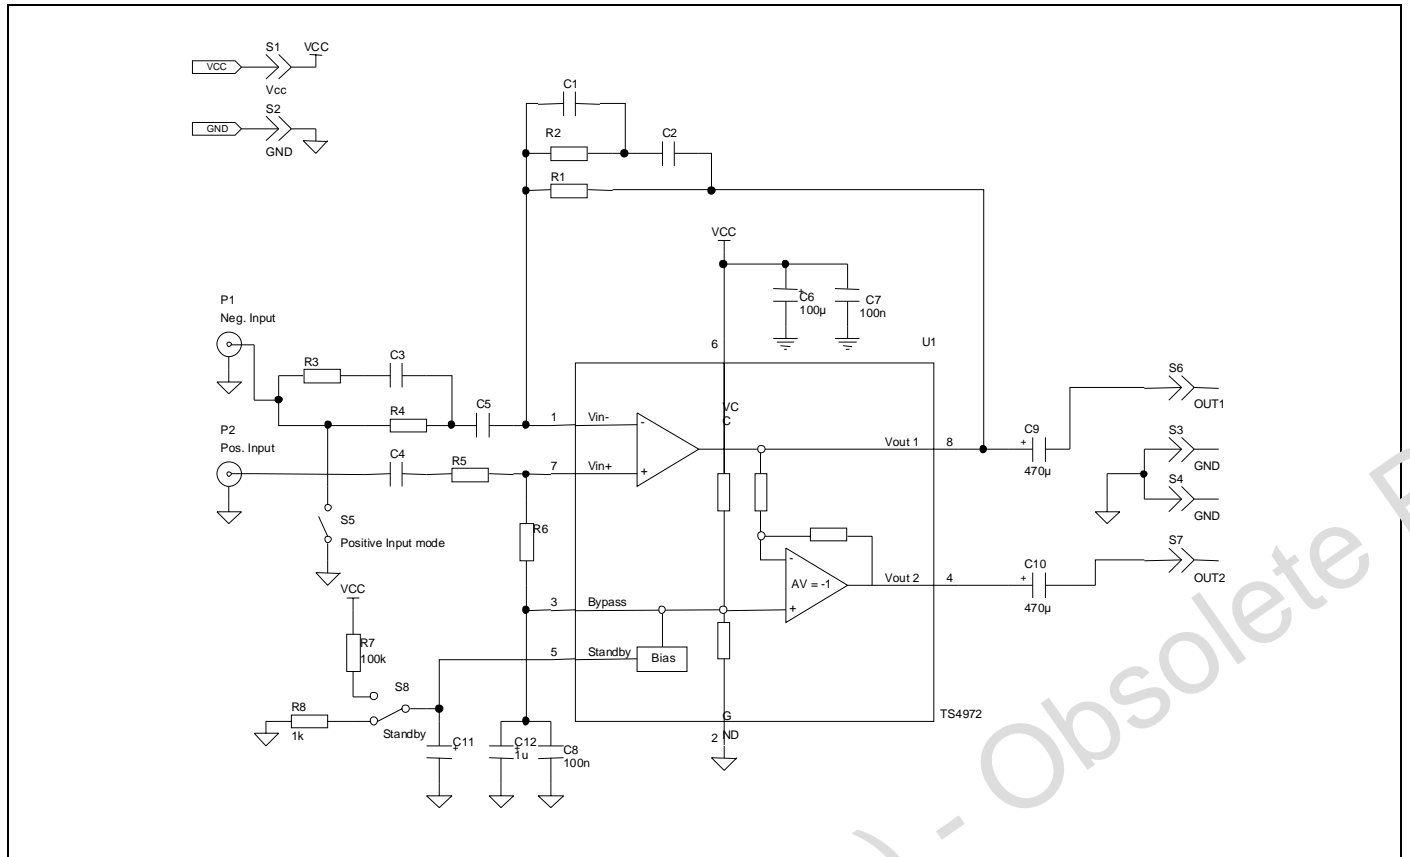 S1
VCC
VCC
Vcc
S2
GND
GND
C1
R2
C2
R1
VCC
+
C6
100µ
C7
100n
P1
Neg. Input
6
U1
R3
C3
S6
OUT1
R4
C5
1
Vin-
-
VC
C
P2
Pos. Input
C4
R5
7
Vin+
+
Vout 1
8
C9
+
470µ
S3
GND
S4
GND
S5
Positive Input mode
R6
S7
OUT2
VCC
3
Bypass
-
AV = -1
+
Vout 2
4
C10
+
470µ
R7
100k
5
Standby
Bias
S8
R8
1k
Standby
G
ND
2
TS4972
C11
+
C12
+
1u
C8
100n
) - Obsolete